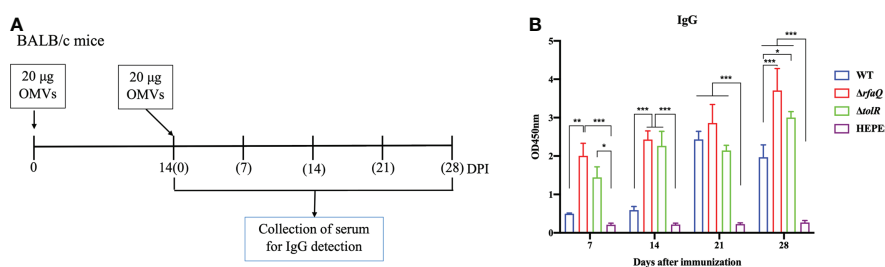 A
BALB/c mice
20 μg
OMVs
20 μg
OMVs
0
14(0)
(7)
(14)
(21)
(28)
DPI
Collection of serum
for IgG detection
B
IgG
OD450nm
5
4
3
2
1
0
** ***
*
*** ***
***
***
*
***
***
7
14
21
28
Days after immunization
WT
ΔrfaQ
ΔtolR
HEPE